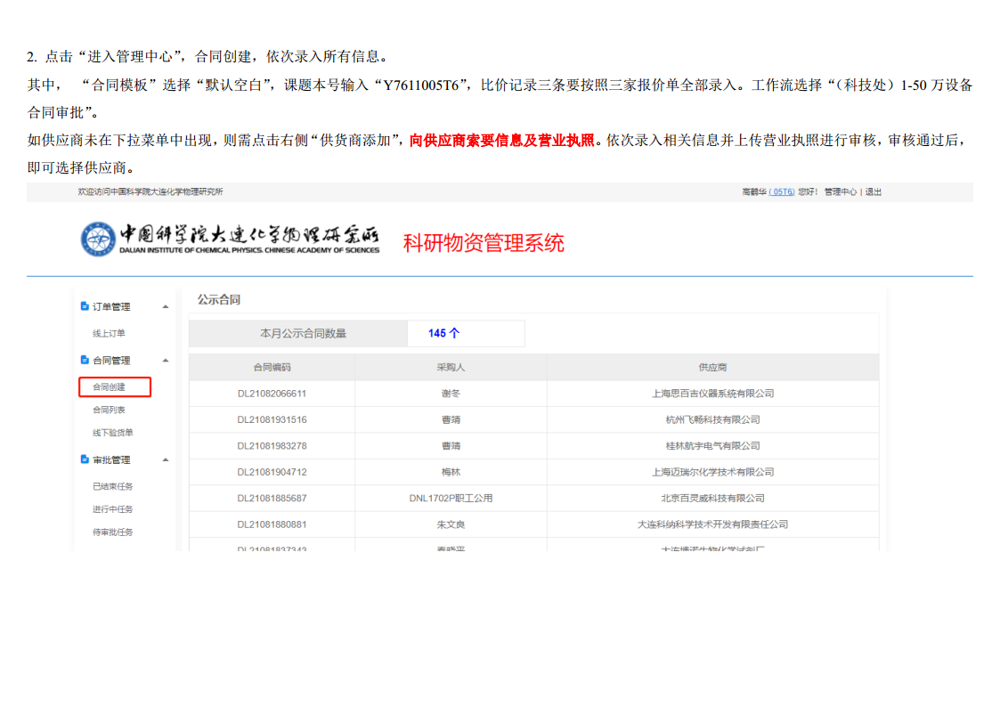 2. 点击“进入管理中心”，合同创建，依次录入所有信息。
其中， “合同模板”选择“默认空白”，课题本号输入“Y7611005T6”，比价记录三条要按照三家报价单全部录入。工作流选择“（科技处）1-50 万设备
合同审批”。
如供应商未在下拉菜单中出现，则需点击右侧“供货商添加”，向供应商索要信息及营业执照。依次录入相关信息并上传营业执照进行审核，审核通过后，
即可选择供应商。
欢迎访问中国科学院大连化学物理研究所
高鹤华 ( 05T6) 您好! 管理中心 | 退出
中国科学院大连化学物理研究所
DALIAN INSTITUTE OF CHEMICAL PHYSICS. CHINESE ACADEMY OF SCIENCES
科研物资管理系统
订单管理
线上订单
合同管理
合同创建
合同列表
线下验货单
审批管理
已结束任务
进行中任务
待审批任务
公示合同
本月公示合同数量 145 个
合同编码 采购人 供应商
DL21082066611 谢冬 上海思百吉仪器系统有限公司
DL21081931516 曹靖 杭州飞畅科技有限公司
DL21081983278 曹靖 桂林航宇电气有限公司
DL21081904712 梅林 上海迈瑞尔化学技术有限公司
DL21081885687 DNL1702P职工公用 北京百灵威科技有限公司
DL21081880881 朱文良 大连科纳科学技术开发有限责任公司
DL21081837343 秦晓平 大连博诺生物化学试剂厂